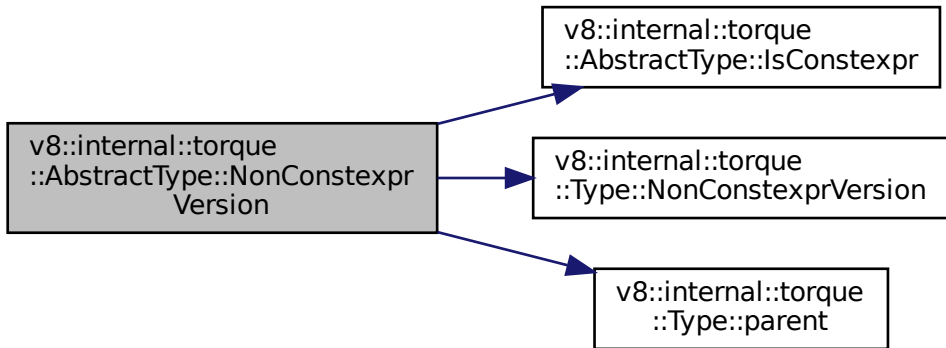 v8::internal::torque
::AbstractType::IsConstexpr
v8::internal::torque
::AbstractType::NonConstexpr
Version
v8::internal::torque
::Type::NonConstexprVersion
v8::internal::torque
::Type::parent